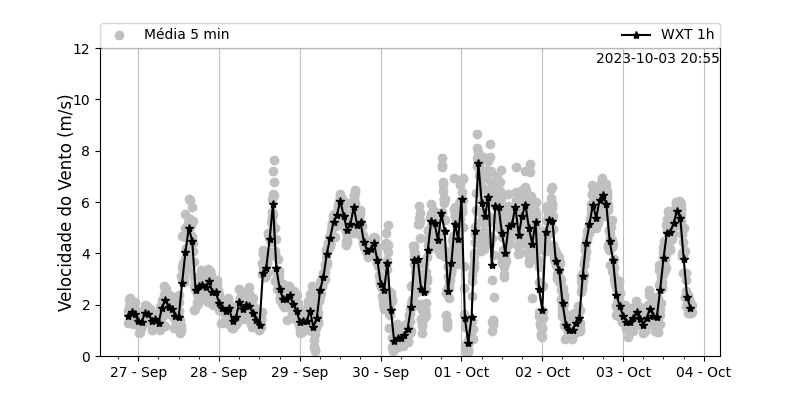 Média 5 min
WXT 1h
2023-10-03 20:55
Velocidade do Vento (m/s)
12
10
8
6
4
2
0
27 - Sep
28 - Sep
29 - Sep
30 - Sep
01 - Oct
02 - Oct
03 - Oct
04 - Oct